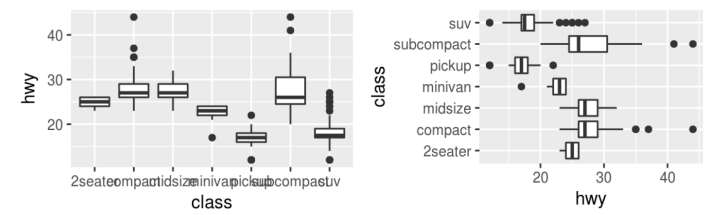 40
30
20
hwy
2seater compact midsize minivan pickup subcompact suv
class
suv
subcompact
pickup
minivan
midsize
compact
2seater
class
20 30 40
hwy